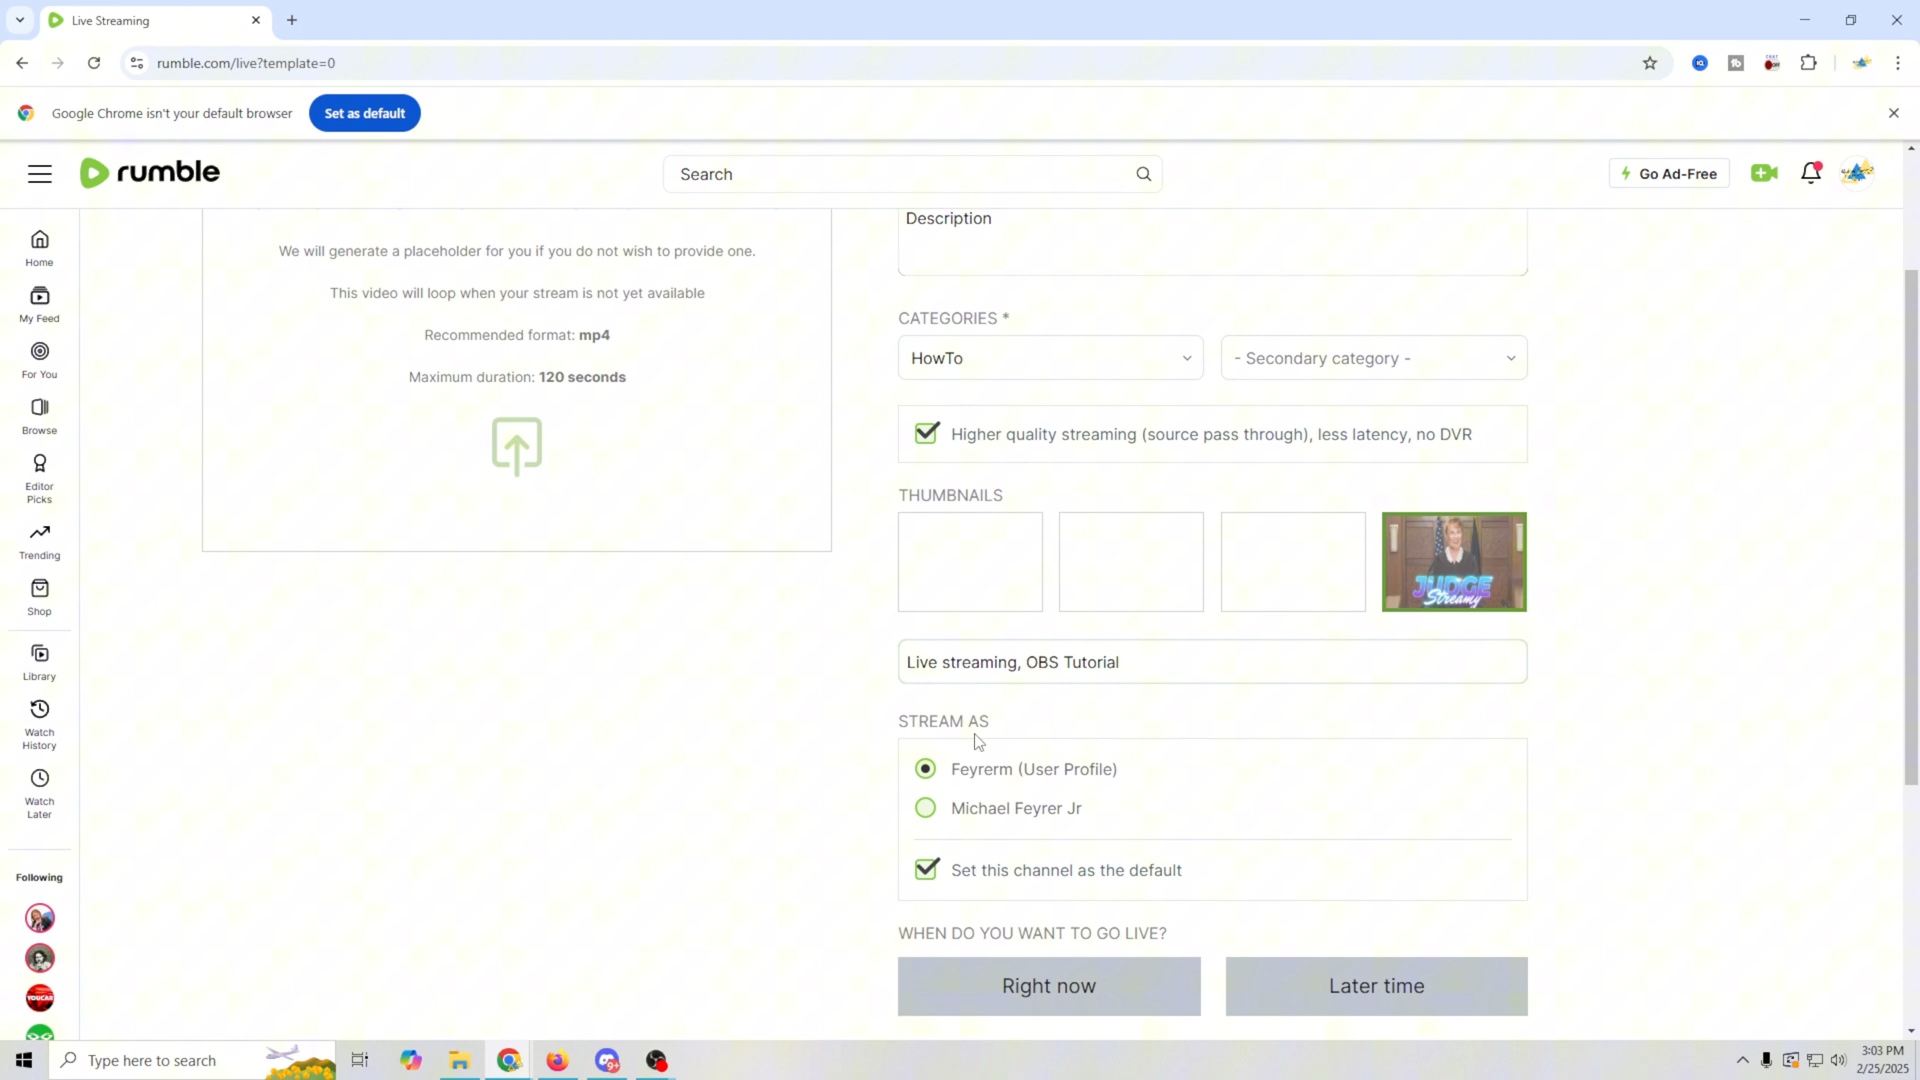 Live Streaming
rumble.com/live?template=0
Google Chrome isn't your default browser
Set as default
rumble
Search
Go Ad-Free
Home
My Feed
For You
Browse
Editor
Picks
Trending
Shop
Library
Watch
History
Watch
Later
Following
YOUCAR
We will generate a placeholder for you if you do not wish to provide one.
This video will loop when your stream is not yet available
Recommended format: mp4
Maximum duration: 120 seconds
Description
CATEGORIES *
HowTo
- Secondary category -
Higher quality streaming (source pass through), less latency, no DVR
THUMBNAILS
JUDGE
Streamy
Live streaming, OBS Tutorial
STREAM AS
Feyrerm (User Profile)
Michael Feyrer Jr
Set this channel as the default
WHEN DO YOU WANT TO GO LIVE?
Right now
Later time
Type here to search
9+
3:03 PM
2/25/2025